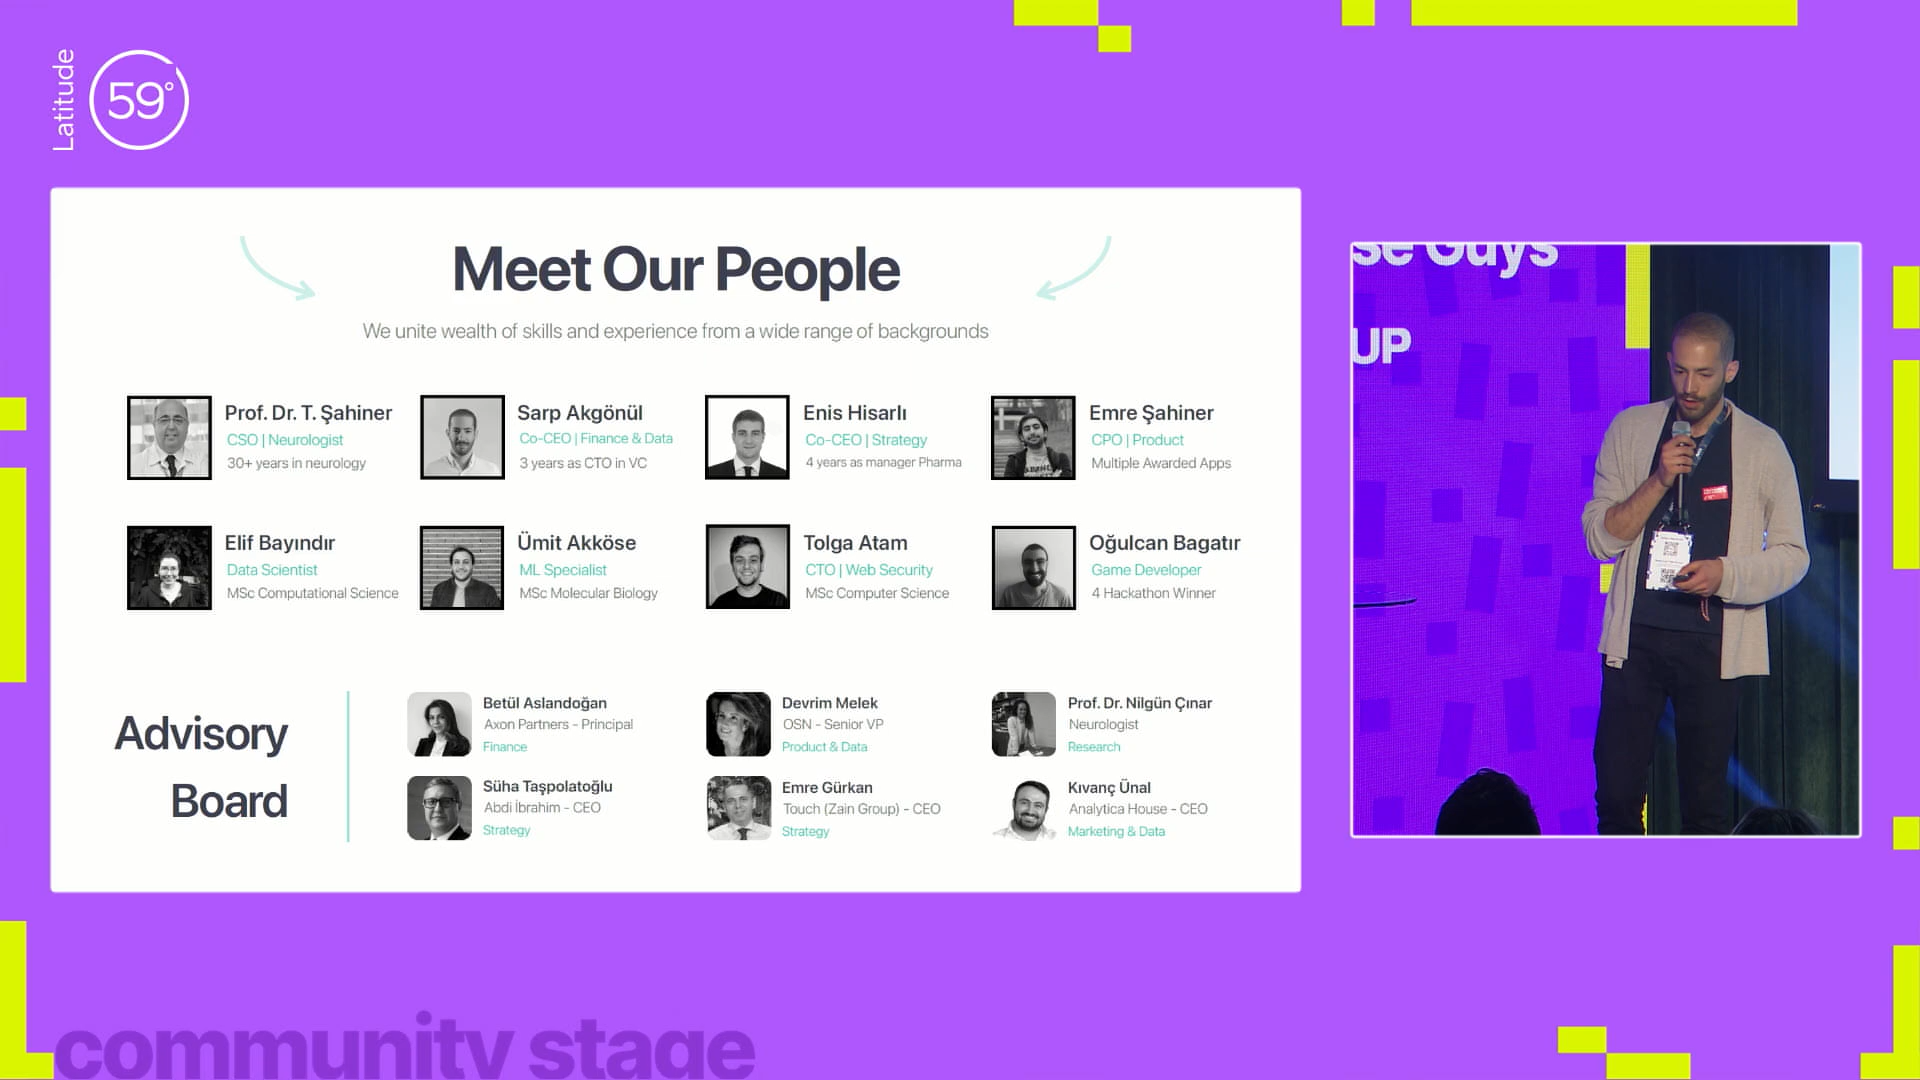 Latitude
59°
Meet Our People
We unite wealth of skills and experience from a wide range of backgrounds
Prof. Dr. T. Şahiner
CSO | Neurologist
30+ years in neurology
Sarp Akgönül
Co-CEO | Finance & Data
3 years as CTO in VC
Enis Hisarlı
Co-CEO | Strategy
4 years as manager Pharma
Emre Şahiner
CPO | Product
Multiple Awarded Apps
Elif Bayındır
Data Scientist
MSc Computational Science
Ümit Akköse
ML Specialist
MSc Molecular Biology
Tolga Atam
CTO | Web Security
MSc Computer Science
Oğulcan Bagatır
Game Developer
4 Hackathon Winner
Advisory
Board
Betül Aslandoğan
Axon Partners - Principal
Finance
Devrim Melek
OSN - Senior VP
Product & Data
Prof. Dr. Nilgün Çınar
Neurologist
Research
Süha Taşpolatoğlu
Abdi İbrahim - CEO
Strategy
Emre Gürkan
Touch (Zain Group) - CEO
Strategy
Kıvanç Ünal
Analytica House - CEO
Marketing & Data
se Guys
UP
community stage